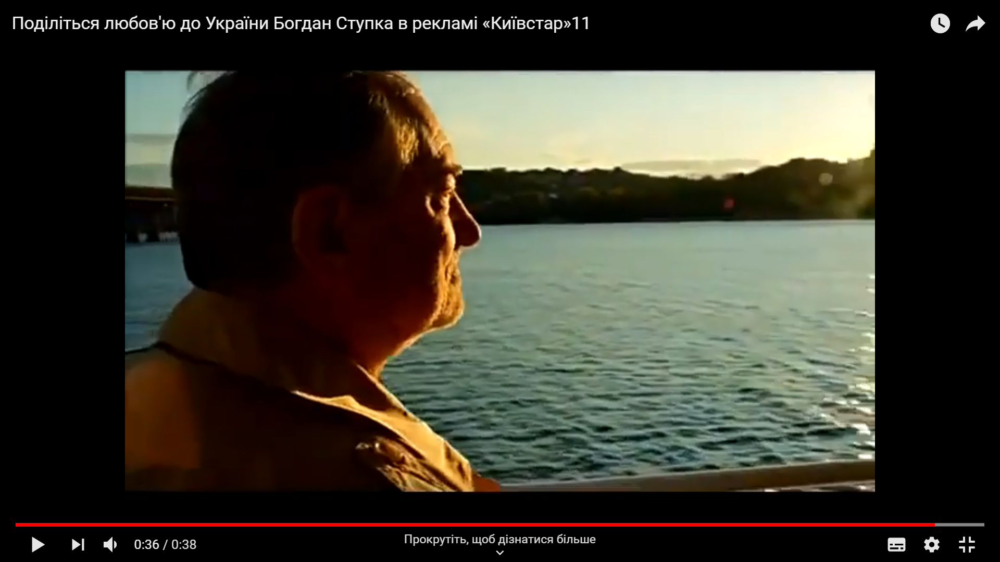 Поділіться любов'ю до України Богдан Ступка в рекламі «Київстар»11
0:36 / 0:38
Прокрутіть, щоб дізнатися більше